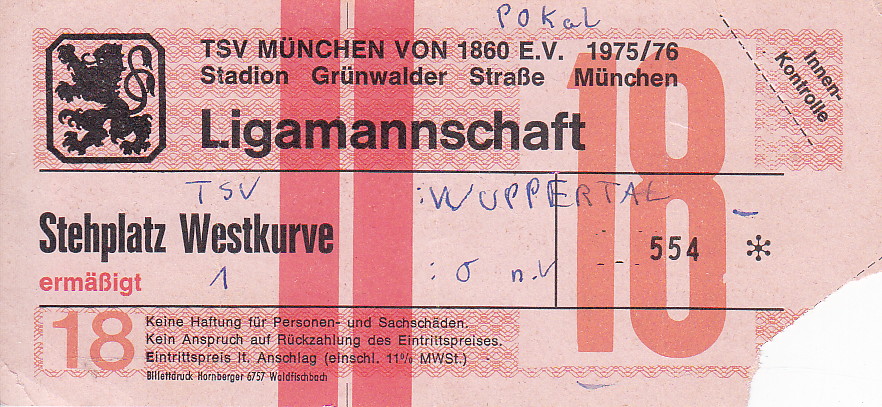 Pokal
TSV MÜNCHEN VON 1860 E.V. 1975/76
Stadion Grünwalder Straße München
Ligamannschaft
Innen-
Kontrolle
18
TSV : WUPPERTAL
Stehplatz Westkurve
554 *
ermäßigt
1 : 0 n.V
18
Keine Haftung für Personen- und Sachschäden.
Kein Anspruch auf Rückzahlung des Eintrittspreises.
Eintrittspreis lt. Anschlag (einschl. 11% MWSt.)
Billettdruck Hornberger 6757 Waldfischbach